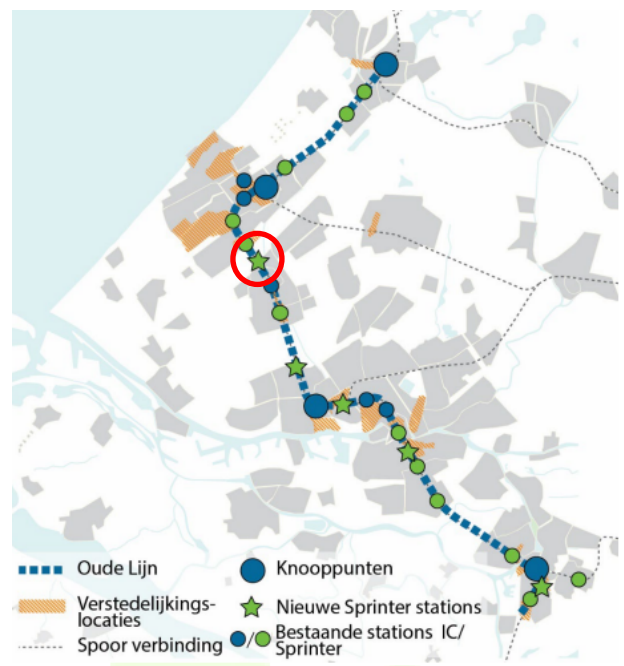 Oude Lijn
Verstedelijkings-
locaties
Spoor verbinding
Knooppunten
Nieuwe Sprinter stations
Bestaande stations IC/
Sprinter